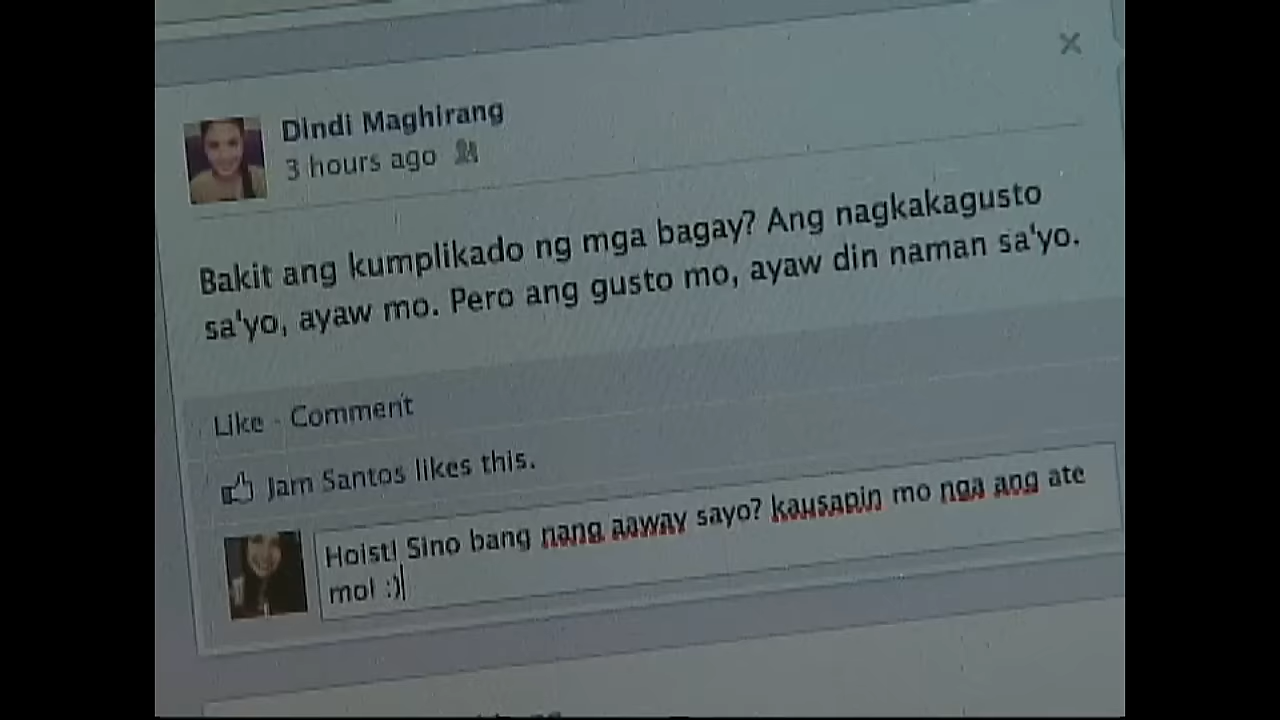 Dindi Maghirang
3 hours ago
Bakit ang kumplikado ng mga bagay? Ang nagkakagusto
sa'yo, ayaw mo. Pero ang gusto mo, ayaw din naman sa'yo.
Like · Comment
Jam Santos likes this.
Hoist! Sino bang nang aaway sayo? kausapin mo nga ang ate
mo! :)